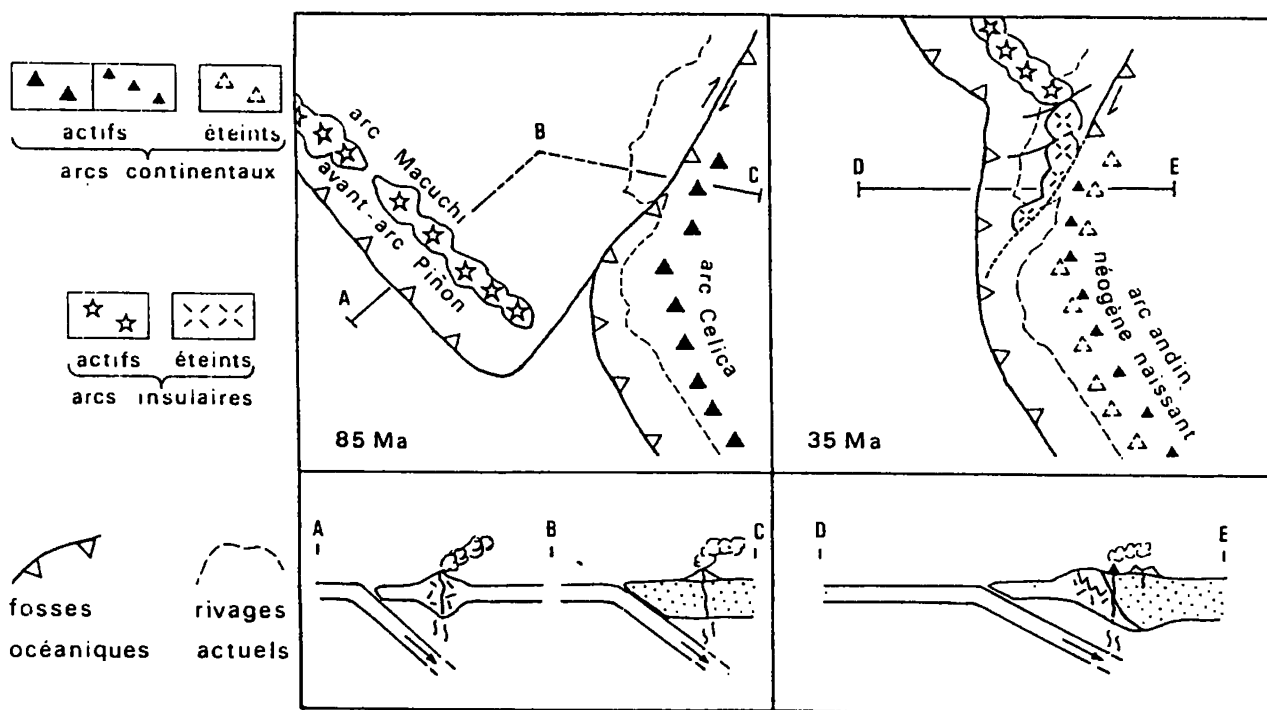 actifs
éteints
arcs continentaux
actifs
éteints
arcs insulaires
fosses
océaniques
rivages
actuels
arc Macuchi
avant-arc Piñon
A
B
C
arc Celica
85 Ma
D
E
arc andin
néogéne naissant
35 Ma
A
B
C
D
E